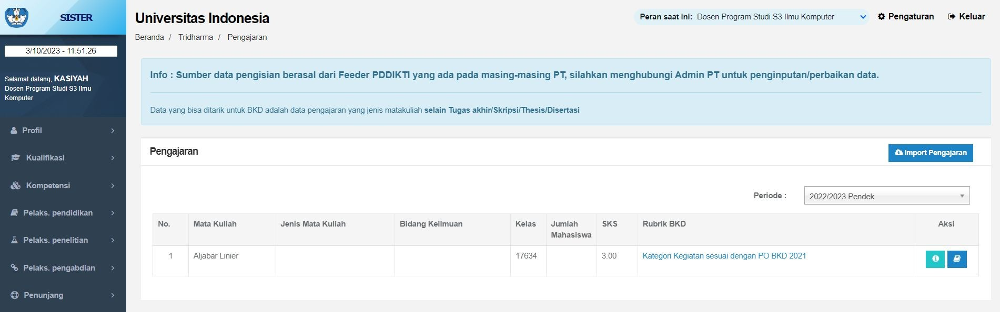 SISTER
3/10/2023 - 11.51.26
Selamat datang, KASIYAH
Dosen Program Studi S3 Ilmu
Komputer
Profil
Kualifikasi
Kompetensi
Pelaks. pendidikan
Pelaks. penelitian
Pelaks. pengabdian
Penunjang
Universitas Indonesia
Peran saat ini: Dosen Program Studi S3 Ilmu Komputer
Pengaturan
Keluar
Beranda / Tridharma / Pengajaran
Info : Sumber data pengisian berasal dari Feeder PDDIKTI yang ada pada masing-masing PT, silahkan menghubungi Admin PT untuk penginputan/perbaikan data.
Data yang bisa ditarik untuk BKD adalah data pengajaran yang jenis matakuliah selain Tugas akhir/Skripsi/Thesis/Disertasi
Pengajaran
Import Pengajaran
Periode : 2022/2023 Pendek
No. Mata Kuliah Jenis Mata Kuliah Bidang Keilmuan Kelas Jumlah Mahasiswa SKS Rubrik BKD Aksi
1 Aljabar Linier 17634 3.00 Kategori Kegiatan sesuai dengan PO BKD 2021